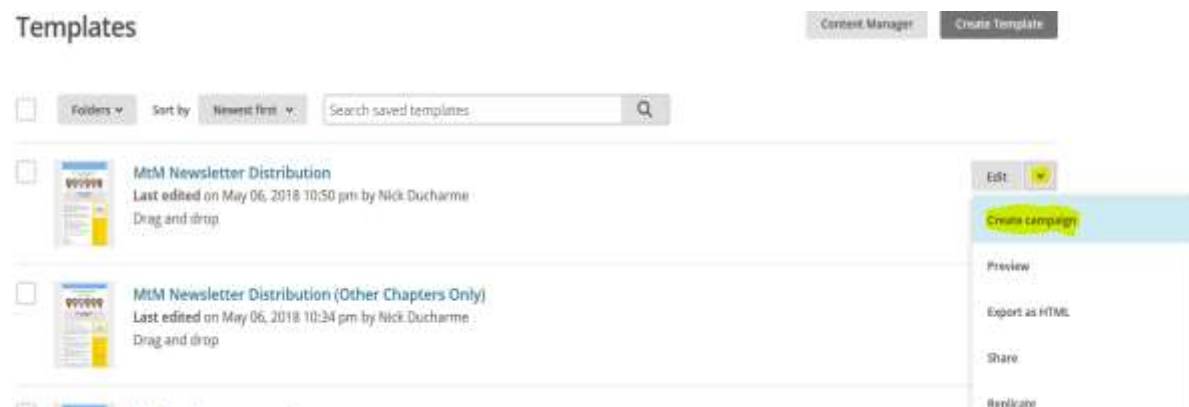 Templates
Content Manager
Create Template
Folders
Sort by
Newest first
Search saved templates
MtM Newsletter Distribution
Edit
Last edited on May 06, 2018 10:50 pm by Nick Ducharme
Drag and drop
Create campaign
Preview
MtM Newsletter Distribution (Other Chapters Only)
Last edited on May 06, 2018 10:34 pm by Nick Ducharme
Export as HTML
Drag and drop
Share
Replicate